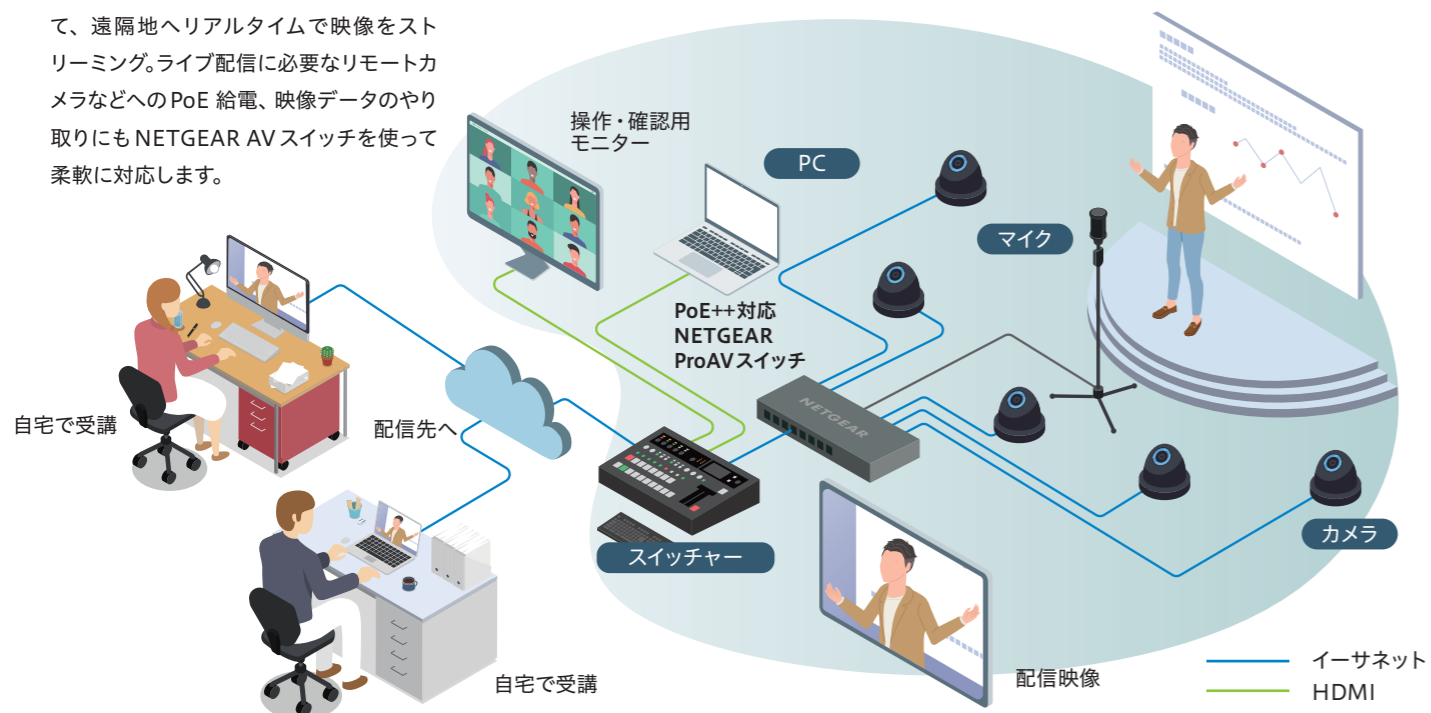 て、遠隔地へリアルタイムで映像をスト
リーミング。ライブ配信に必要なリモートカ
メラなどへのPoE 給電、映像データのやり
取りにもNETGEAR AVスイッチを使って
柔軟に対応します。
操作・確認用
モニター
PC
マイク
PoE++対応
NETGEAR
ProAVスイッチ
NETGEAR
自宅で受講
配信先へ
スイッチャー
カメラ
自宅で受講
配信映像
イーサネット
HDMI